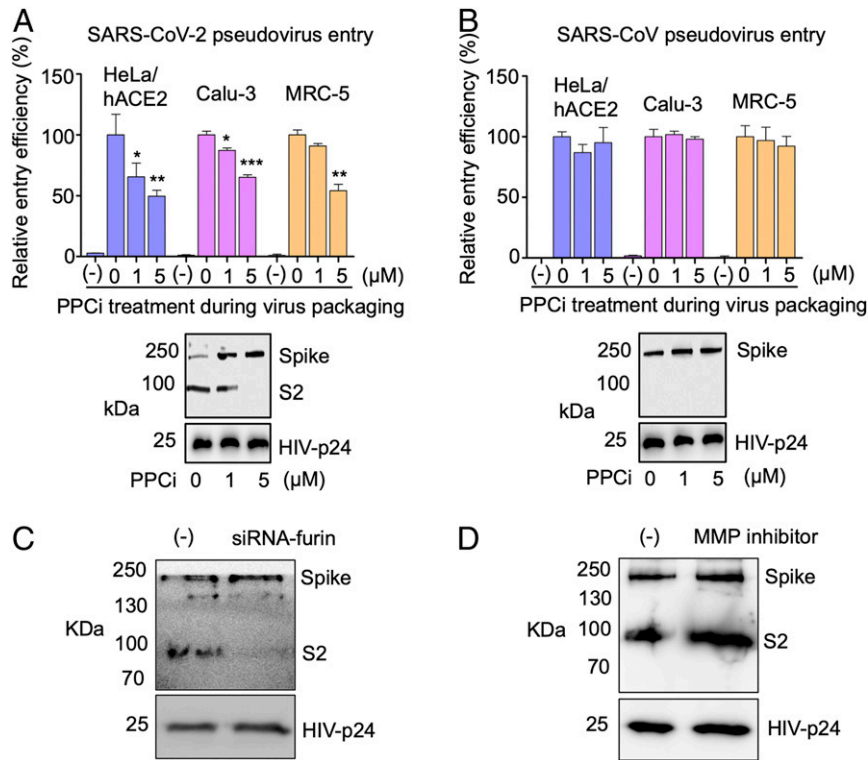 A
SARS-CoV-2 pseudovirus entry
Relative entry efficiency (%)
150
100
50
0
HeLa/
hACE2
Calu-3
MRC-5
* ** * *** **
(-) 0 1 5 (-) 0 1 5 (-) 0 1 5 (μM)
PPCi treatment during virus packaging
250
100
kDa
Spike
S2
25
HIV-p24
PPCi 0 1 5 (μM)
B
SARS-CoV pseudovirus entry
Relative entry efficiency (%)
150
100
50
0
HeLa/
hACE2
Calu-3
MRC-5
(-) 0 1 5 (-) 0 1 5 (-) 0 1 5 (μM)
PPCi treatment during virus packaging
250
100
kDa
Spike
25
HIV-p24
PPCi 0 1 5 (μM)
C
(-) siRNA-furin
250
130
KDa
100
70
Spike
S2
25
HIV-p24
D
(-) MMP inhibitor
250
130
KDa
100
70
Spike
S2
25
HIV-p24